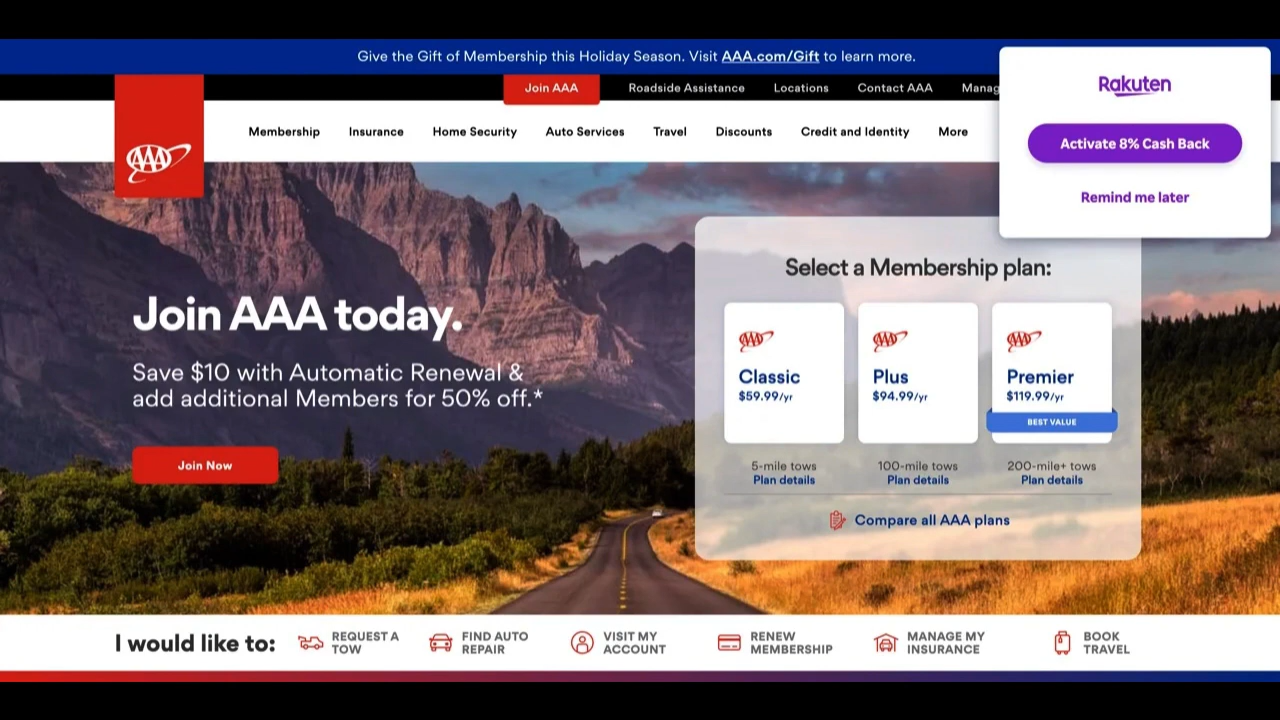 Give the Gift of Membership this Holiday Season. Visit AAA.com/Gift to learn more.
Join AAA
Roadside Assistance
Locations
Contact AAA
Manag
Rakuten
Activate 8% Cash Back
Remind me later
AAA
Membership
Insurance
Home Security
Auto Services
Travel
Discounts
Credit and Identity
More
Join AAA today.
Save $10 with Automatic Renewal &
add additional Members for 50% off.*
Join Now
Select a Membership plan:
AAA
Classic
$59.99/yr
5-mile tows
Plan details
AAA
Plus
$94.99/yr
100-mile tows
Plan details
AAA
Premier
$119.99/yr
BEST VALUE
200-mile+ tows
Plan details
Compare all AAA plans
I would like to:
REQUEST A
TOW
FIND AUTO
REPAIR
VISIT MY
ACCOUNT
RENEW
MEMBERSHIP
MANAGE MY
INSURANCE
BOOK
TRAVEL